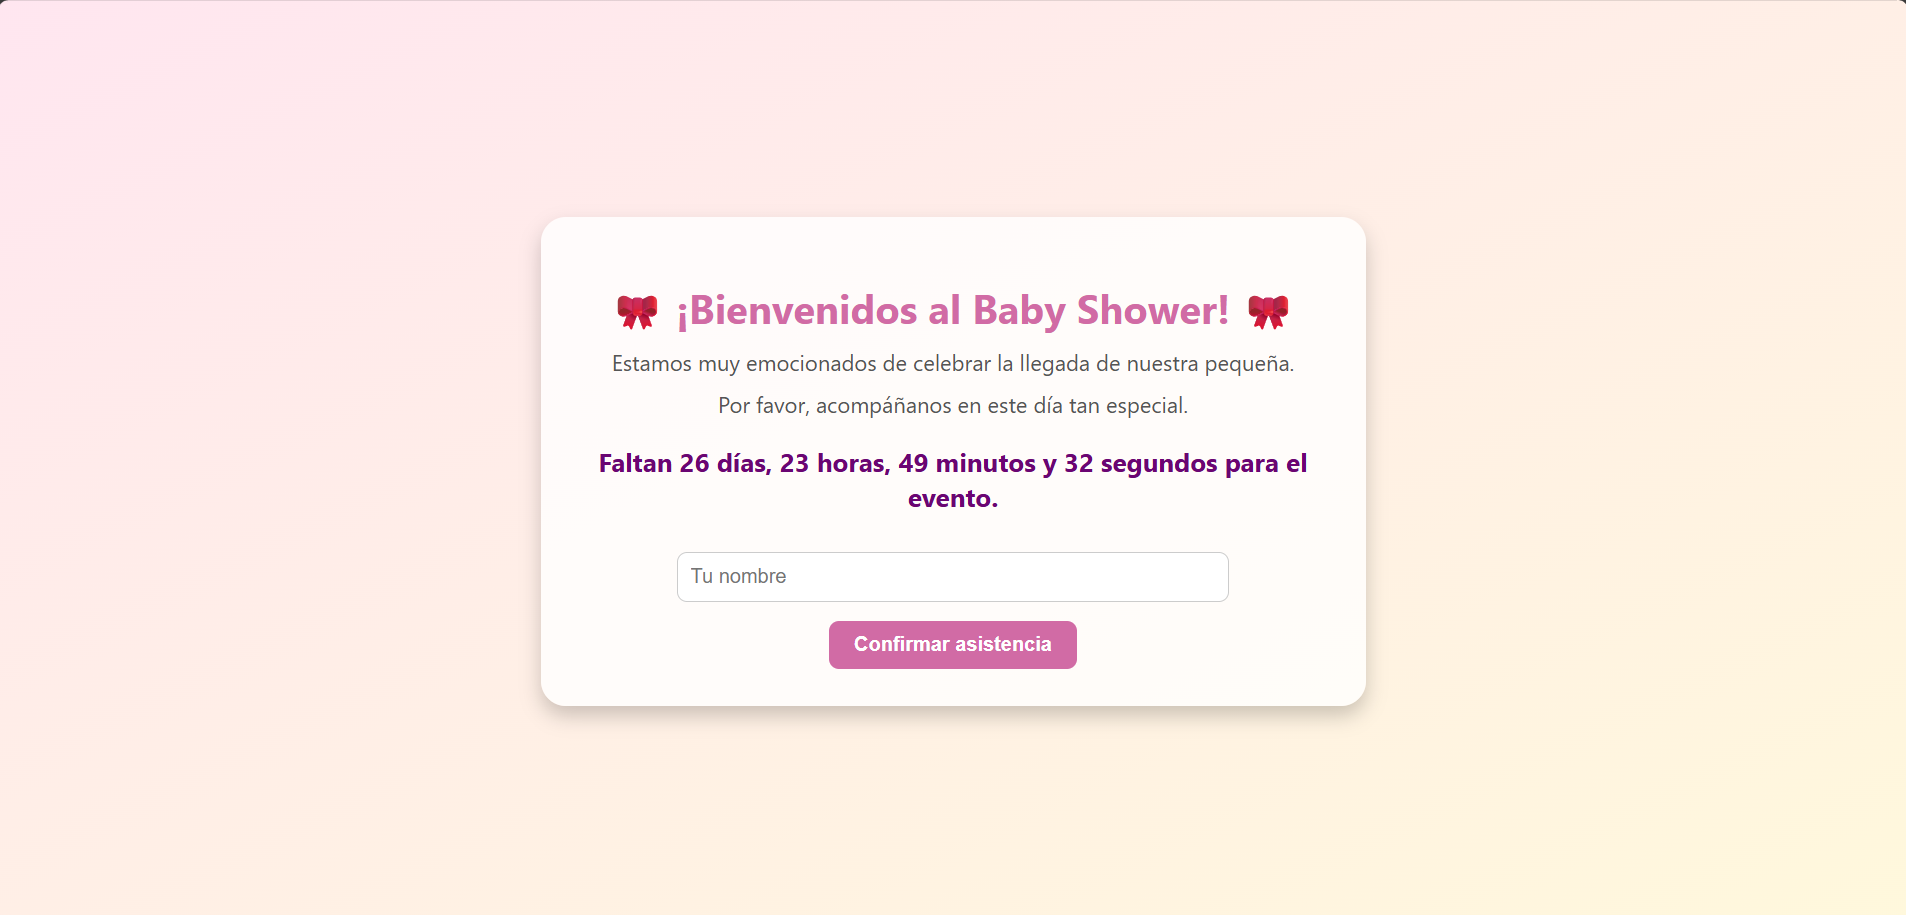 🎀 ¡Bienvenidos al Baby Shower! 🎀
Estamos muy emocionados de celebrar la llegada de nuestra pequeña.
Por favor, acompáñanos en este día tan especial.
Faltan 26 días, 23 horas, 49 minutos y 32 segundos para el
evento.
Tu nombre
Confirmar asistencia